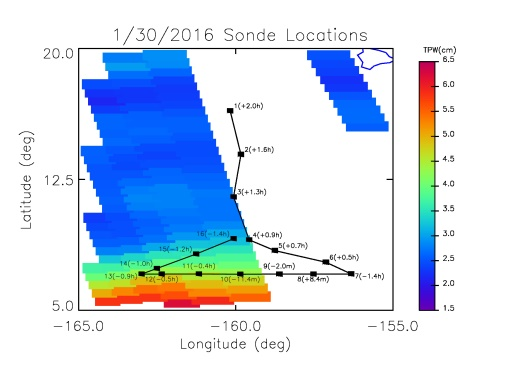 1/30/2016 Sonde Locations
TPW(cm)
20.0
12.5
5.0
Latitude (deg)
−165.0
−160.0
−155.0
Longitude (deg)
1(+2.0h)
2(+1.6h)
3(+1.3h)
4(+0.9h)
16(−1.4h)
5(+0.7h)
15(−1.2h)
6(+0.5h)
14(−1.0h)
11(−0.4h)
9(−2.0m)
13(−0.9h)
12(−0.5h)
10(−11.4m)
8(+8.4m)
7(−1.4h)
6.5
6.0
5.5
5.0
4.5
4.0
3.5
3.0
2.5
2.0
1.5